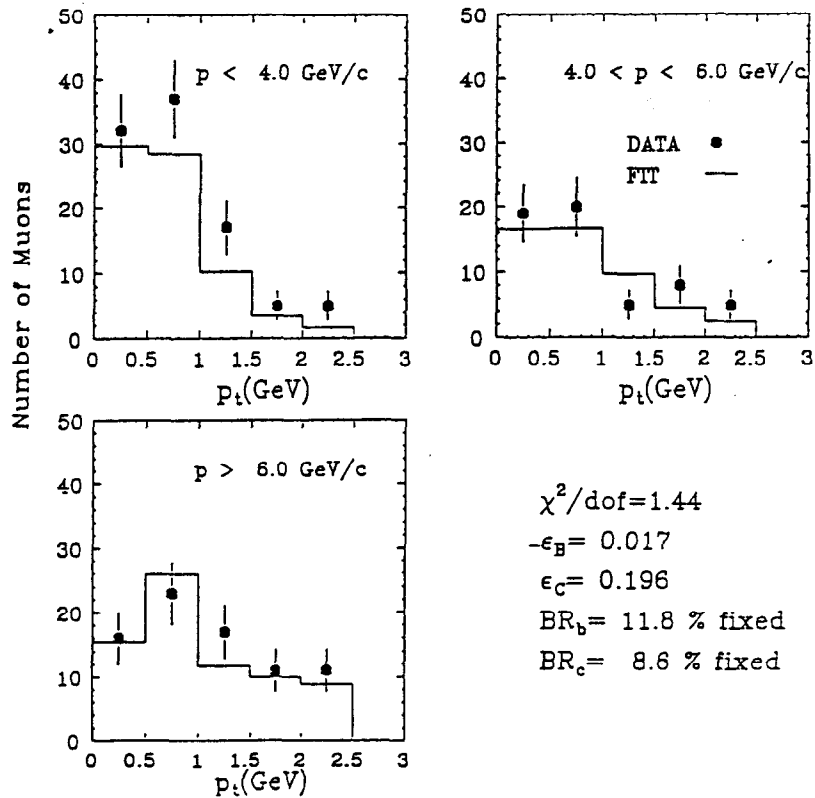 Number of Muons
50
40
30
20
10
0
p < 4.0 GeV/c
0 0.5 1 1.5 2 2.5 3
p_t(GeV)
50
40
30
20
10
0
4.0 < p < 6.0 GeV/c
DATA
FIT
0 0.5 1 1.5 2 2.5 3
p_t(GeV)
50
40
30
20
10
0
p > 6.0 GeV/c
0 0.5 1 1.5 2 2.5 3
p_t(GeV)
χ²/dof=1.44
-ε_B= 0.017
ε_C= 0.196
BR_b= 11.8 % fixed
BR_c= 8.6 % fixed